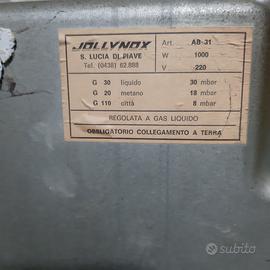 JOLLYNOX
S. LUCIA DI PIAVE
Tel. (0438) 62.888
Art. AB-31
W 1000
V 220
G 30 liquido 30 mbar
G 20 metano 18 mbar
G 110 città 8 mbar
REGOLATA A GAS LIQUIDO
OBBLIGATORIO COLLEGAMENTO A TERRA
subito